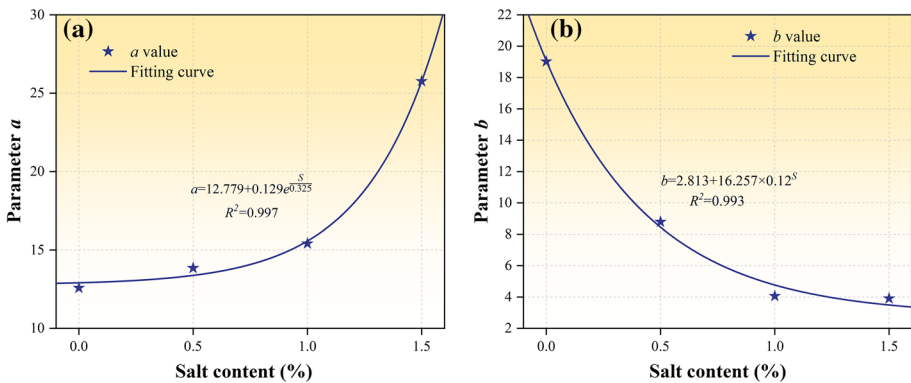 (a)
a value
Fitting curve
a=12.779+0.129e^{S/0.325}
R²=0.997
30
25
20
15
10
0.0 0.5 1.0 1.5
Parameter a
Salt content (%)
(b)
b value
Fitting curve
b=2.813+16.257×0.12^S
R²=0.993
22
20
18
16
14
12
10
8
6
4
2
0.0 0.5 1.0 1.5
Parameter b
Salt content (%)